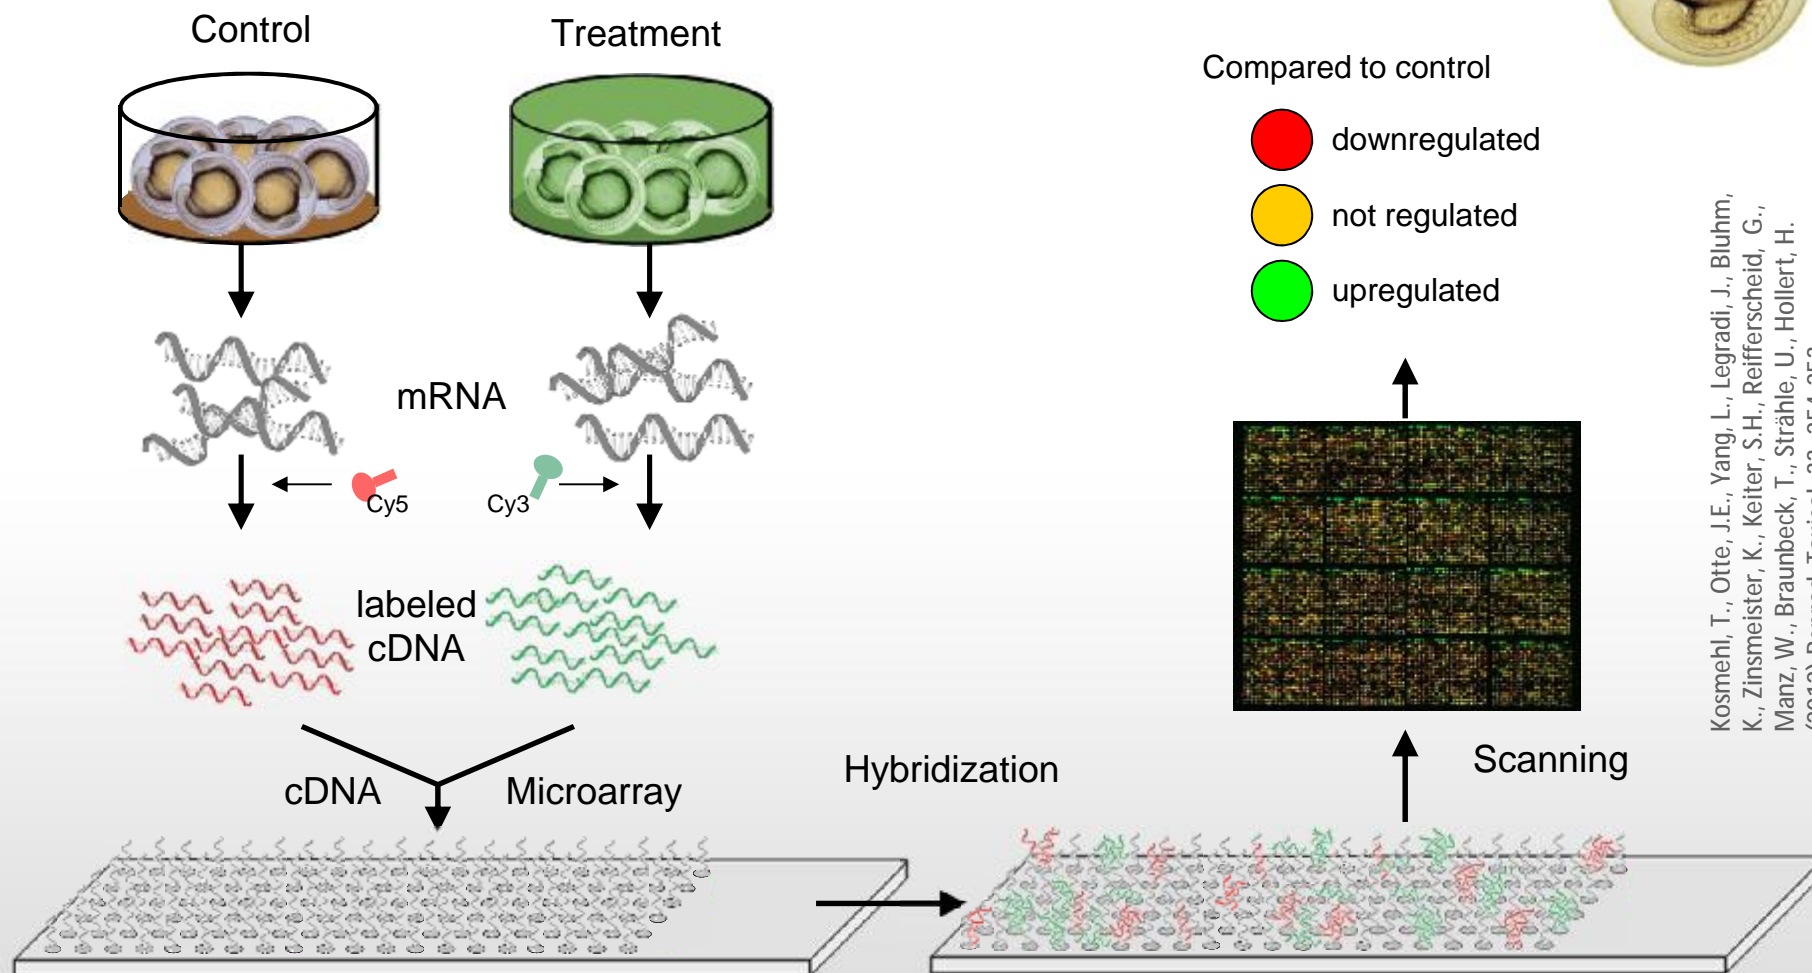 Control
Treatment
Compared to control
downregulated
not regulated
upregulated
mRNA
Cy5
Cy3
labeled
cDNA
cDNA
Microarray
Hybridization
Scanning
Kosmehl, T., Otte, J.E., Yang, L., Legradi, J., Bluhm,
K., Zinsmeister, K., Keiter, S.H., Reifferscheid, G.,
Manz, W., Braunbeck, T., Strähle, U., Hollert, H.